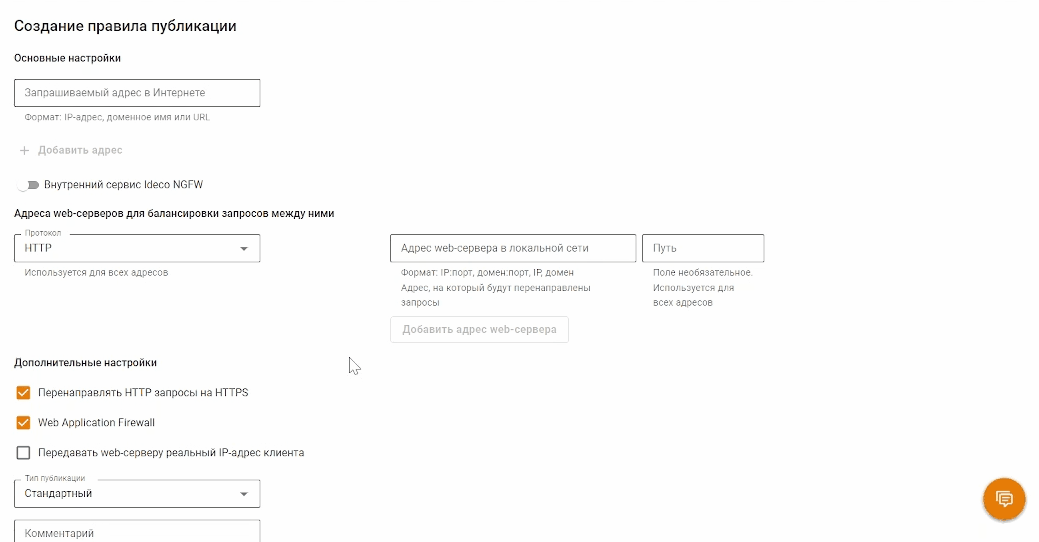 Создание правила публикации
Основные настройки
Запрашиваемый адрес в Интернете
Формат: IP-адрес, доменное имя или URL
+ Добавить адрес
Внутренний сервис Ideco NGFW
Адреса web-серверов для балансировки запросов между ними
Протокол
HTTP
Используется для всех адресов
Адрес web-сервера в локальной сети
Формат: IP:порт, домен:порт, IP, домен
Адрес, на который будут перенаправлены
запросы
Путь
Поле необязательное.
Используется для
всех адресов
Добавить адрес web-сервера
Дополнительные настройки
Перенаправлять HTTP запросы на HTTPS
Web Application Firewall
Передавать web-серверу реальный IP-адрес клиента
Тип публикации
Стандартный
Комментарий